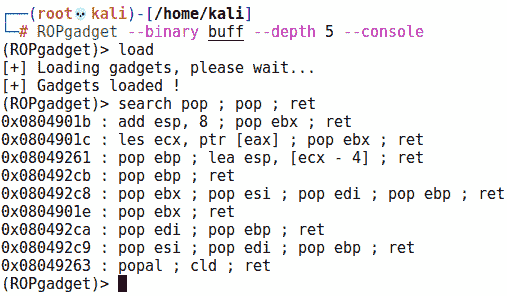 ┌──(root💀kali)-[/home/kali]
└─# ROPgadget --binary buff --depth 5 --console
(ROPgadget)> load
[+] Loading gadgets, please wait...
[+] Gadgets loaded !
(ROPgadget)> search pop ; pop ; ret
0x0804901b : add esp, 8 ; pop ebx ; ret
0x0804901c : les ecx, ptr [eax] ; pop ebx ; ret
0x08049261 : pop ebp ; lea esp, [ecx - 4] ; ret
0x080492cb : pop ebp ; ret
0x080492c8 : pop ebx ; pop esi ; pop edi ; pop ebp ; ret
0x0804901e : pop ebx ; ret
0x080492ca : pop edi ; pop ebp ; ret
0x080492c9 : pop esi ; pop edi ; pop ebp ; ret
0x08049263 : popal ; cld ; ret
(ROPgadget)>